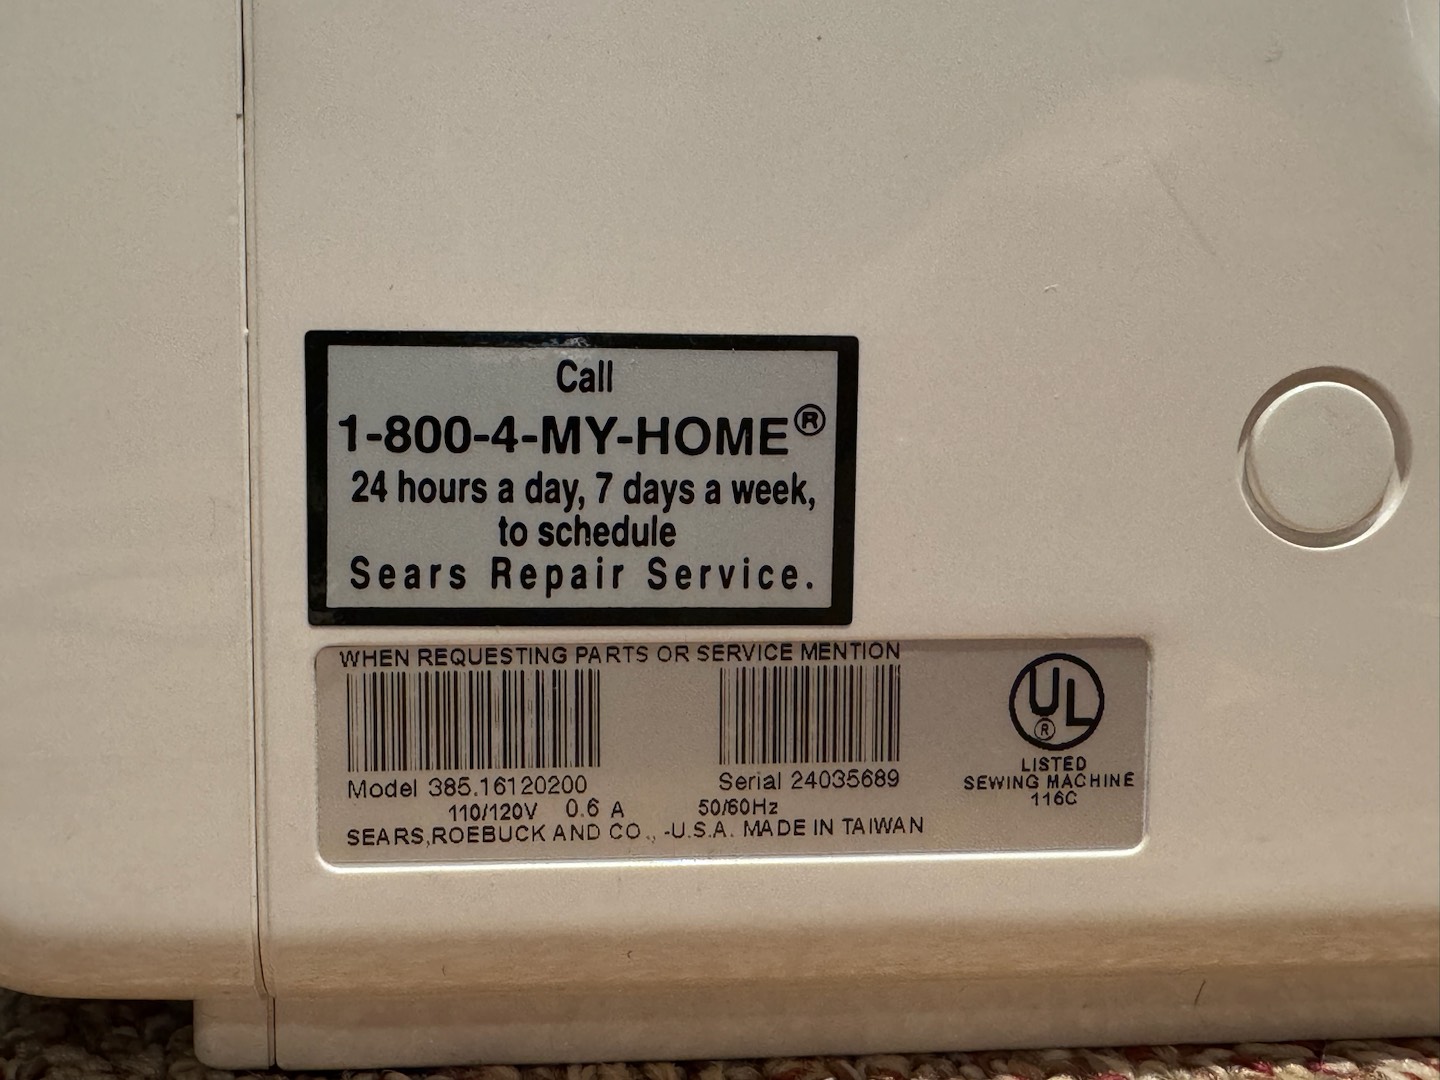 Call
1-800-4-MY-HOME®
24 hours a day, 7 days a week,
to schedule
Sears Repair Service.
WHEN REQUESTING PARTS OR SERVICE MENTION
Model 385.16120200 Serial 24035689
110/120V 0.6 A 50/60Hz
SEARS,ROEBUCK AND CO., -U.S.A. MADE IN TAIWAN
UL
®
LISTED
SEWING MACHINE
116C